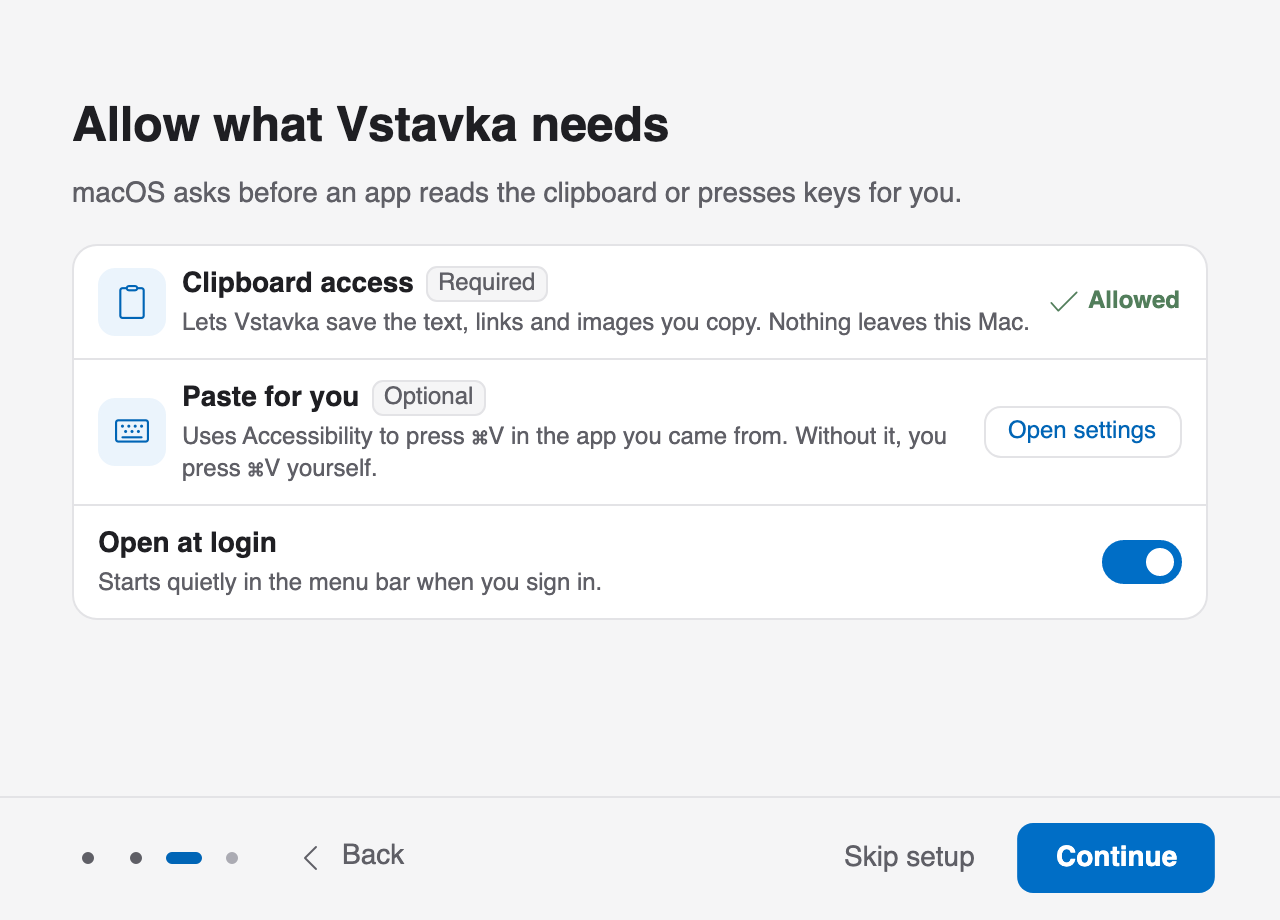 Allow what Vstavka needs
macOS asks before an app reads the clipboard or presses keys for you.
Clipboard access Required
Lets Vstavka save the text, links and images you copy. Nothing leaves this Mac.
Allowed
Paste for you Optional
Uses Accessibility to press ⌘V in the app you came from. Without it, you
press ⌘V yourself.
Open settings
Open at login
Starts quietly in the menu bar when you sign in.
Back
Skip setup
Continue